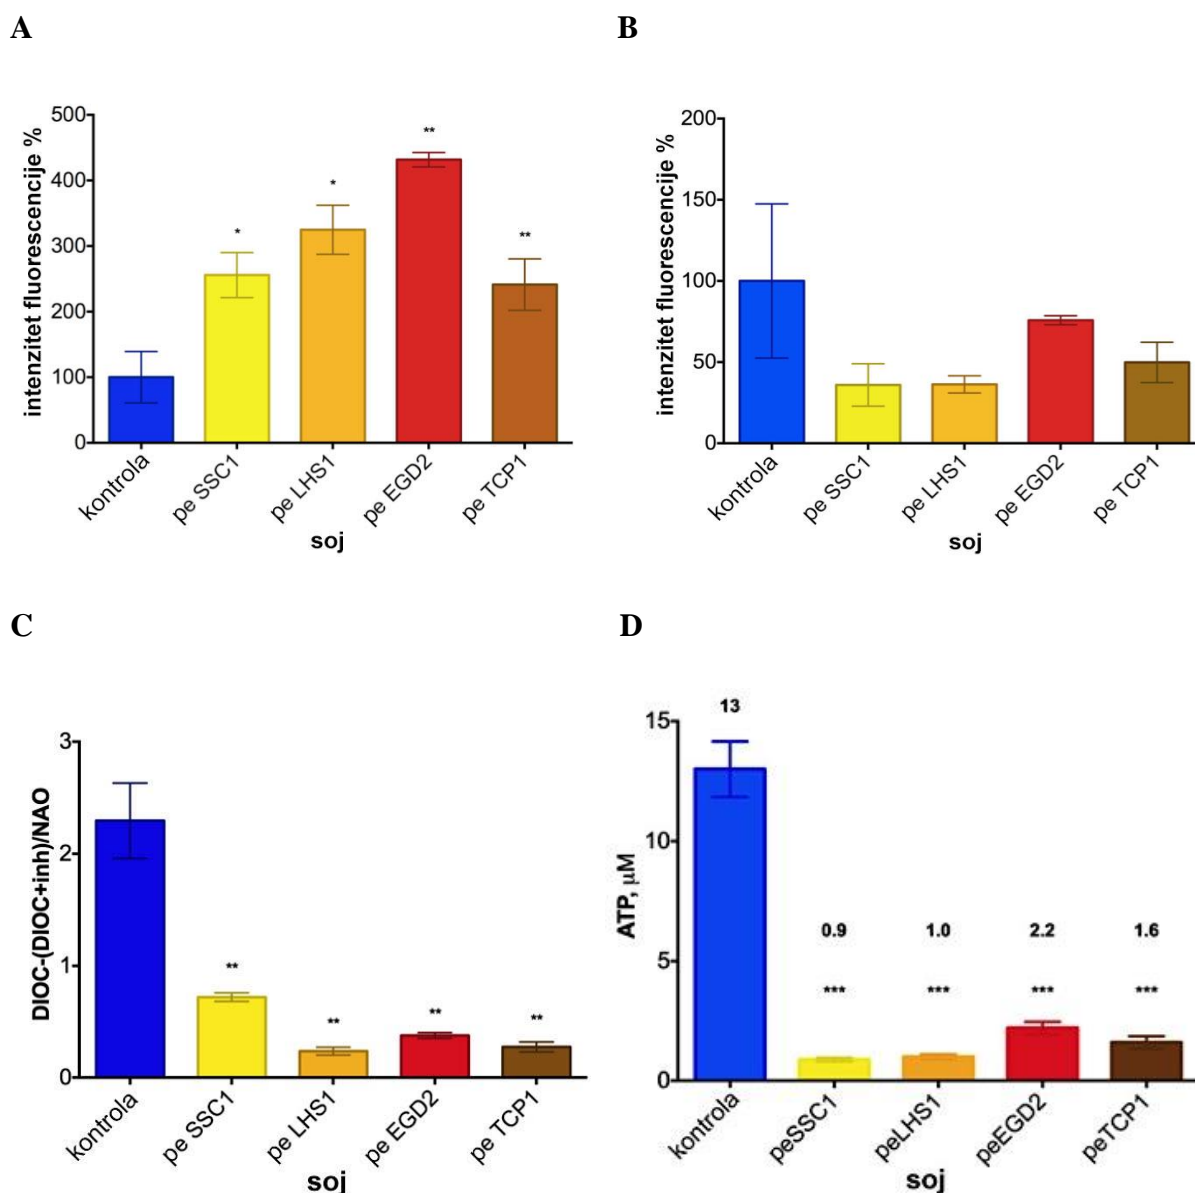 A
intenzitet fluorescencije %
500
400
300
200
100
0
*
*
**
**
kontrola
pe SSC1
pe LHS1
pe EGD2
pe TCP1
soj
B
intenzitet fluorescencije %
200
150
100
50
0
kontrola
pe SSC1
pe LHS1
pe EGD2
pe TCP1
soj
C
DIOC-(DIOC+inh)/NAO
3
2
1
0
**
**
**
**
kontrola
pe SSC1
pe LHS1
pe EGD2
pe TCP1
soj
D
ATP, µM
15
10
5
0
13
0.9
1.0
2.2
1.6
***
***
***
***
kontrola
peSSC1
peLHS1
peEGD2
peTCP1
soj